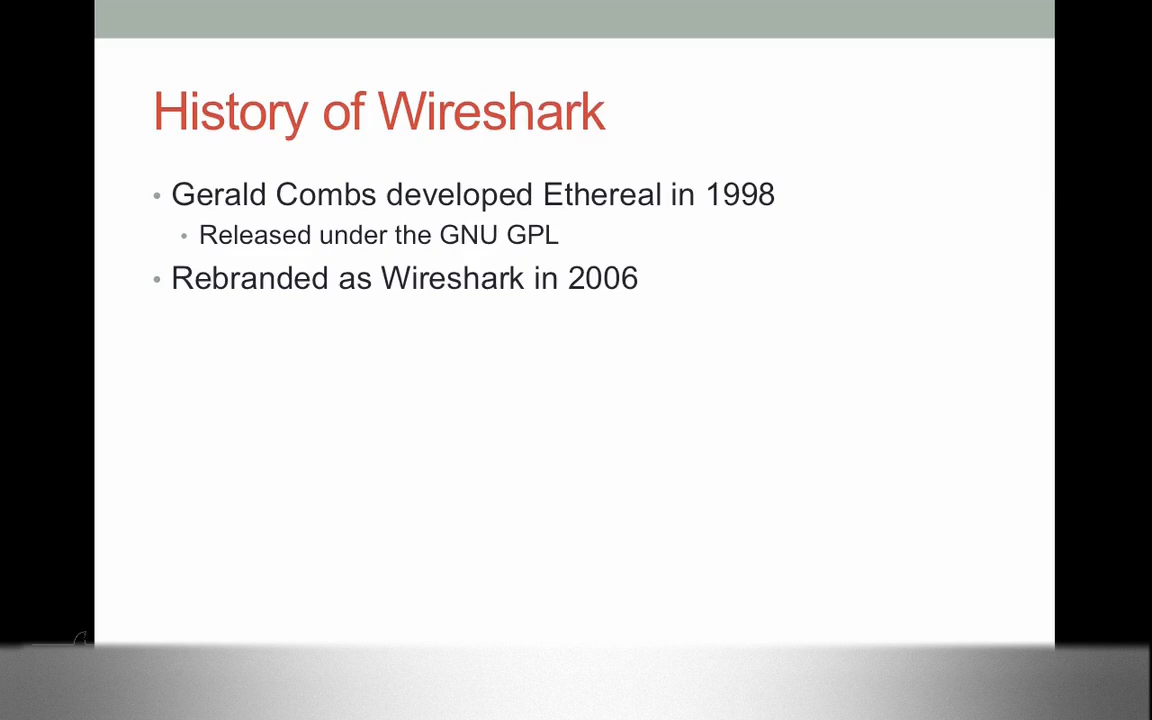 History of Wireshark
• Gerald Combs developed Ethereal in 1998
• Released under the GNU GPL
• Rebranded as Wireshark in 2006